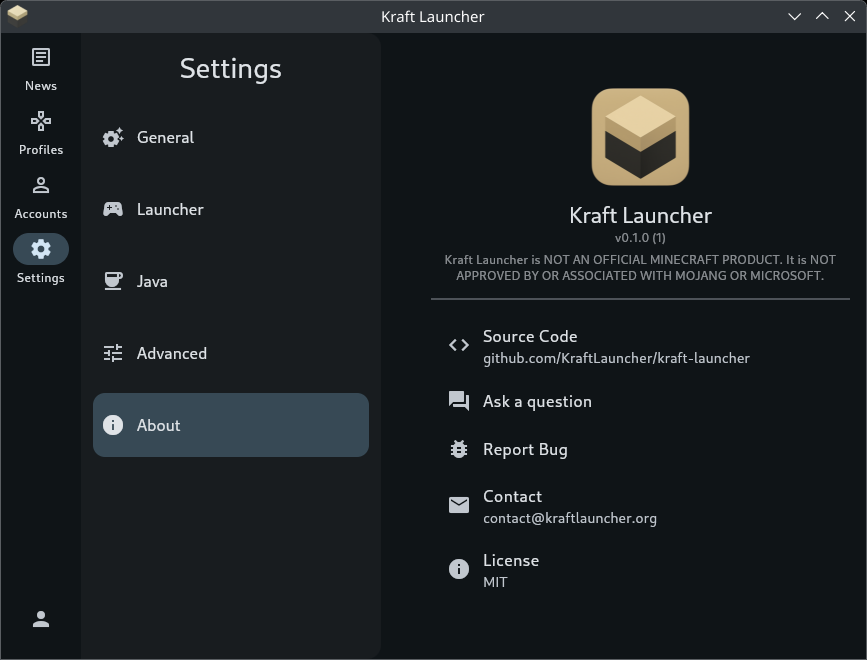 Kraft Launcher
News
Profiles
Accounts
Settings
Settings
General
Launcher
Java
Advanced
About
Kraft Launcher
v0.1.0 (1)
Kraft Launcher is NOT AN OFFICIAL MINECRAFT PRODUCT. It is NOT
APPROVED BY OR ASSOCIATED WITH MOJANG OR MICROSOFT.
Source Code
github.com/KraftLauncher/kraft-launcher
Ask a question
Report Bug
Contact
contact@kraftlauncher.org
License
MIT